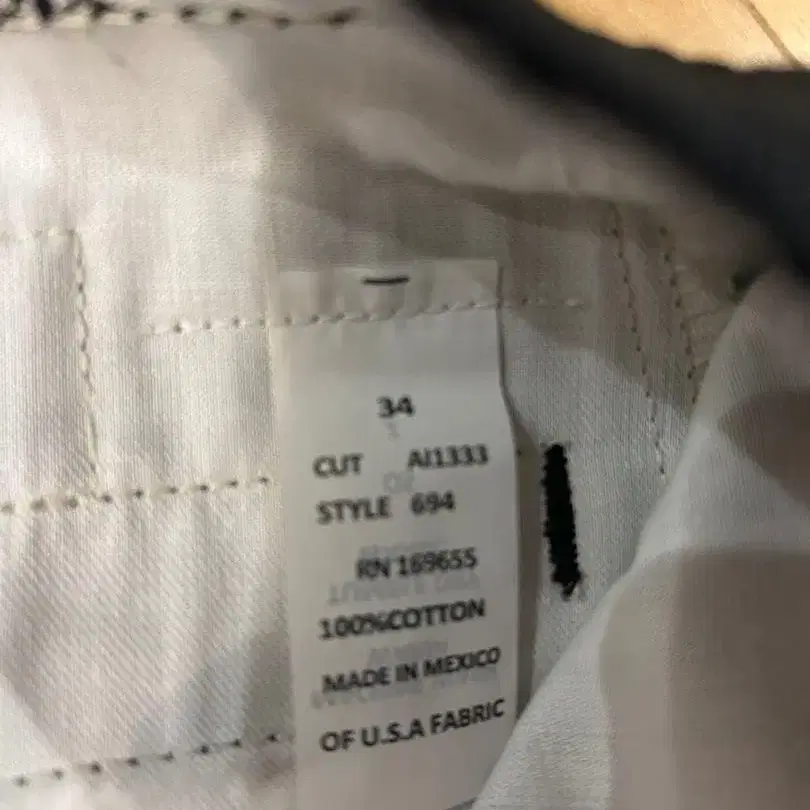 34
CUT AI1333
STYLE 694
RN 169655
100%COTTON
MADE IN MEXICO
OF U.S.A FABRIC